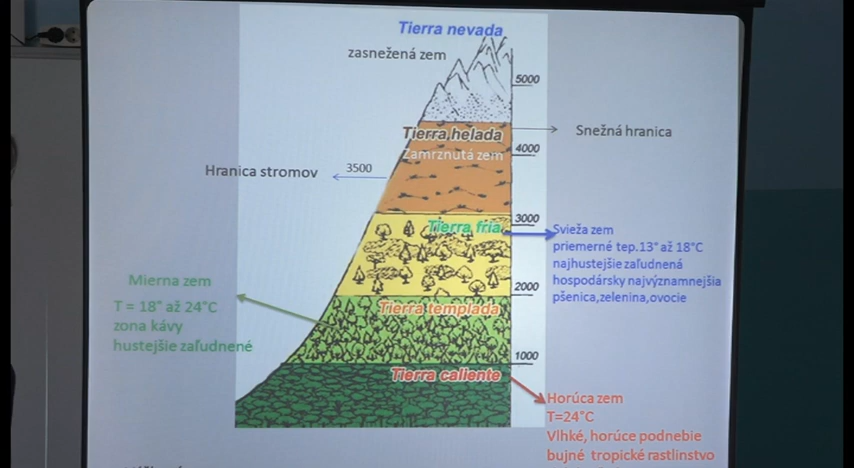 Tierra nevada
zasnežená zem
5000
Tierra helada
Snežná hranica
4000
Zamrznutá zem
3500
Hranica stromov
3000
Tierra fria
Svieža zem
priemerné tep.13° až 18°C
najhustejšie zaľudnená
hospodársky najvýznamnejšia
pšenica,zelenina,ovocie
Mierna zem
T = 18° až 24°C
zona kávy
hustejšie zaľudnené
2000
Tierra templada
1000
Tierra caliente
Horúca zem
T=24°C
Vlhké, horúce podnebie
bujné tropické rastlinstvo